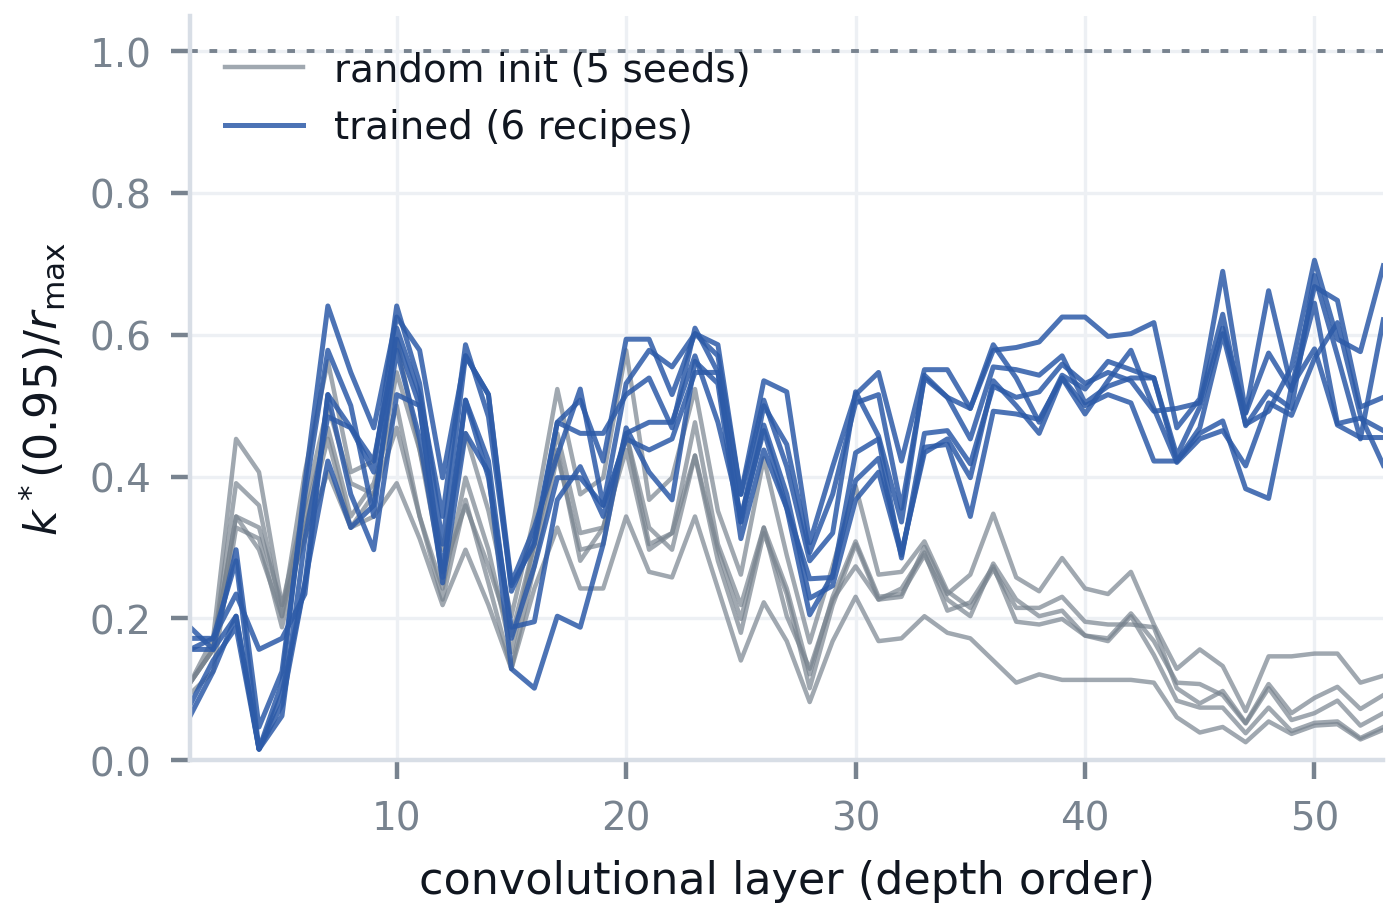 1.0
0.8
0.6
0.4
0.2
0.0
k*(0.95)/r_max
random init (5 seeds)
trained (6 recipes)
10 20 30 40 50
convolutional layer (depth order)